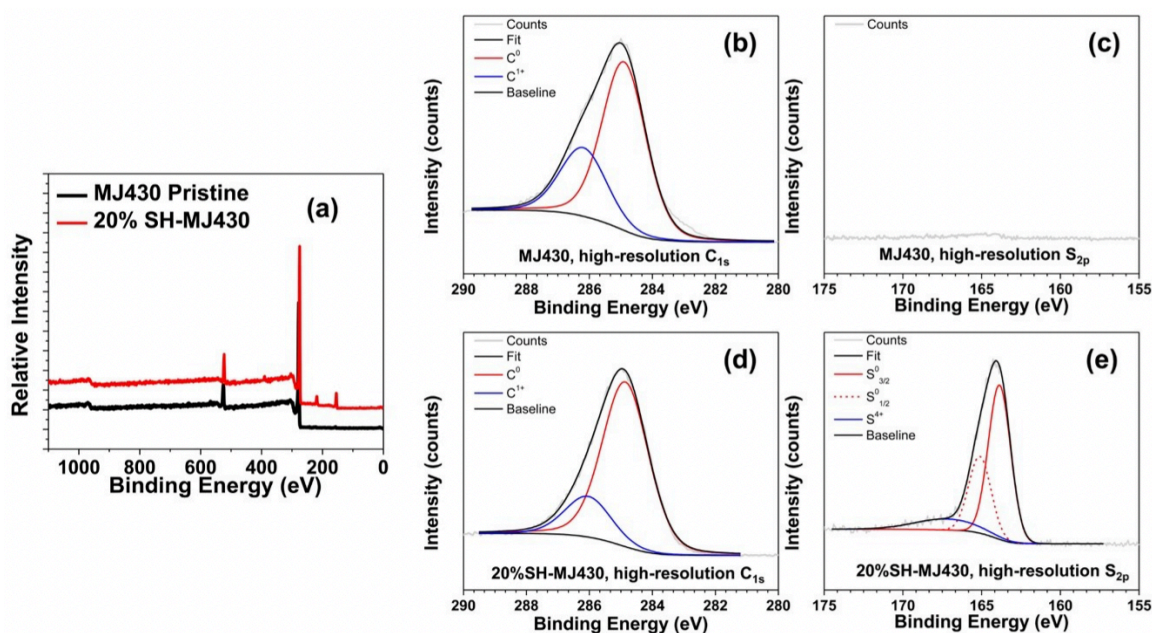 MJ430 Pristine
20% SH-MJ430
(a)
Relative Intensity
1000 800 600 400 200 0
Binding Energy (eV)
Counts
Fit
C⁰
C¹⁺
Baseline
(b)
Intensity (counts)
MJ430, high-resolution C₁ₛ
290 288 286 284 282 280
Binding Energy (eV)
Counts
(c)
Intensity (counts)
MJ430, high-resolution S₂ₚ
175 170 165 160 155
Binding Energy (eV)
Counts
Fit
C⁰
C¹⁺
Baseline
(d)
Intensity (counts)
20%SH-MJ430, high-resolution C₁ₛ
290 288 286 284 282 280
Binding Energy (eV)
Counts
Fit
S⁰₃/₂
S⁰₁/₂
S⁴⁺
Baseline
(e)
Intensity (counts)
20%SH-MJ430, high-resolution S₂ₚ
175 170 165 160 155
Binding Energy (eV)